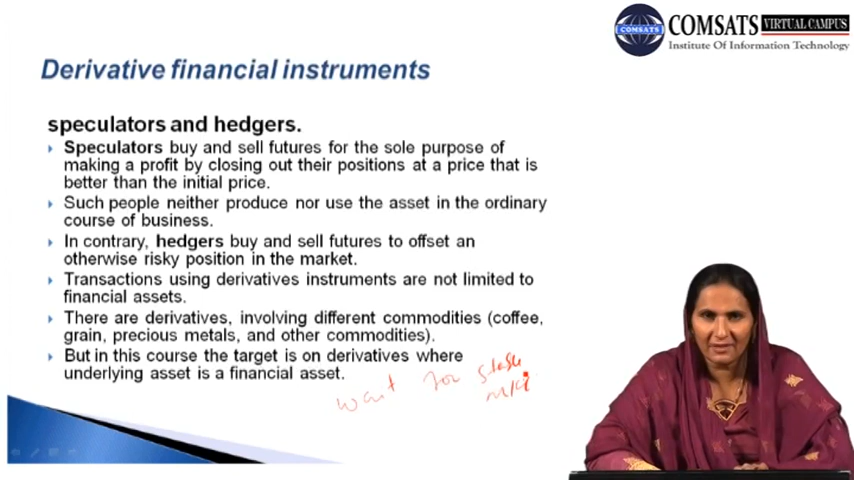 COMSATS VIRTUAL CAMPUS
COMSATS
Institute Of Information Technology
Derivative financial instruments
speculators and hedgers.
Speculators buy and sell futures for the sole purpose of
making a profit by closing out their positions at a price that is
better than the initial price.
Such people neither produce nor use the asset in the ordinary
course of business.
In contrary, hedgers buy and sell futures to offset an
otherwise risky position in the market.
Transactions using derivatives instruments are not limited to
financial assets.
There are derivatives, involving different commodities (coffee,
grain, precious metals, and other commodities).
But in this course the target is on derivatives where
underlying asset is a financial asset.